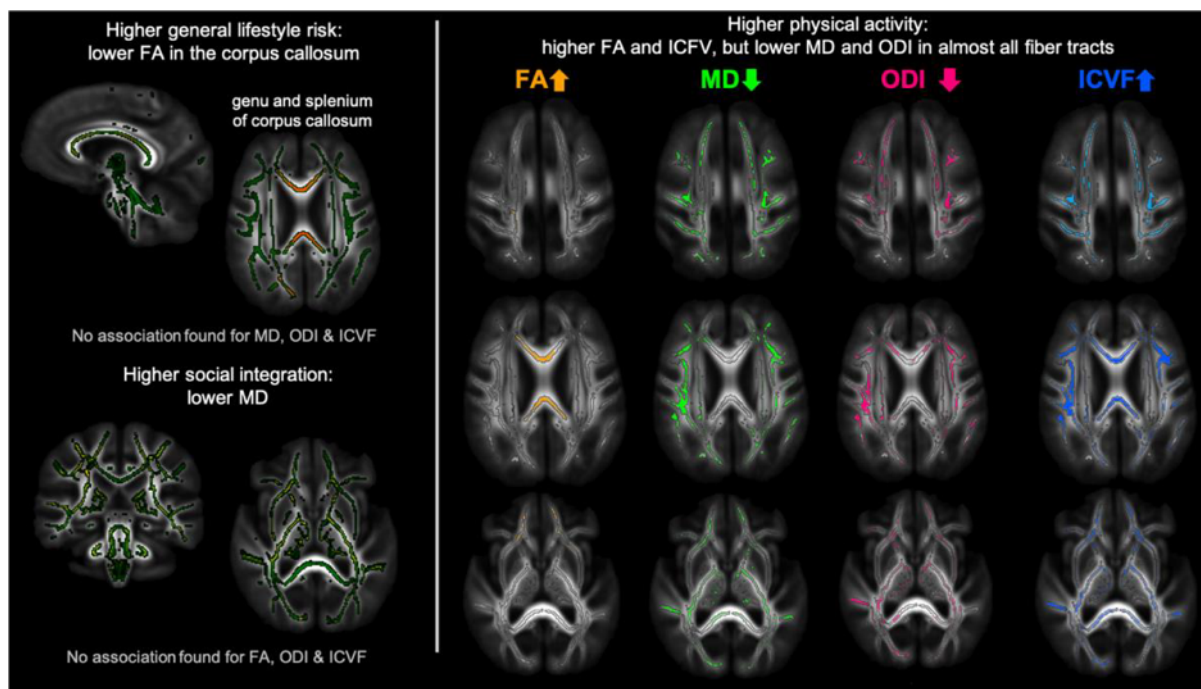 Higher general lifestyle risk:
lower FA in the corpus callosum
genu and splenium
of corpus callosum
No association found for MD, ODI & ICVF
Higher social integration:
lower MD
No association found for FA, ODI & ICVF
Higher physical activity:
higher FA and ICFV, but lower MD and ODI in almost all fiber tracts
FA⬆ MD⬇ ODI ⬇ ICVF⬆